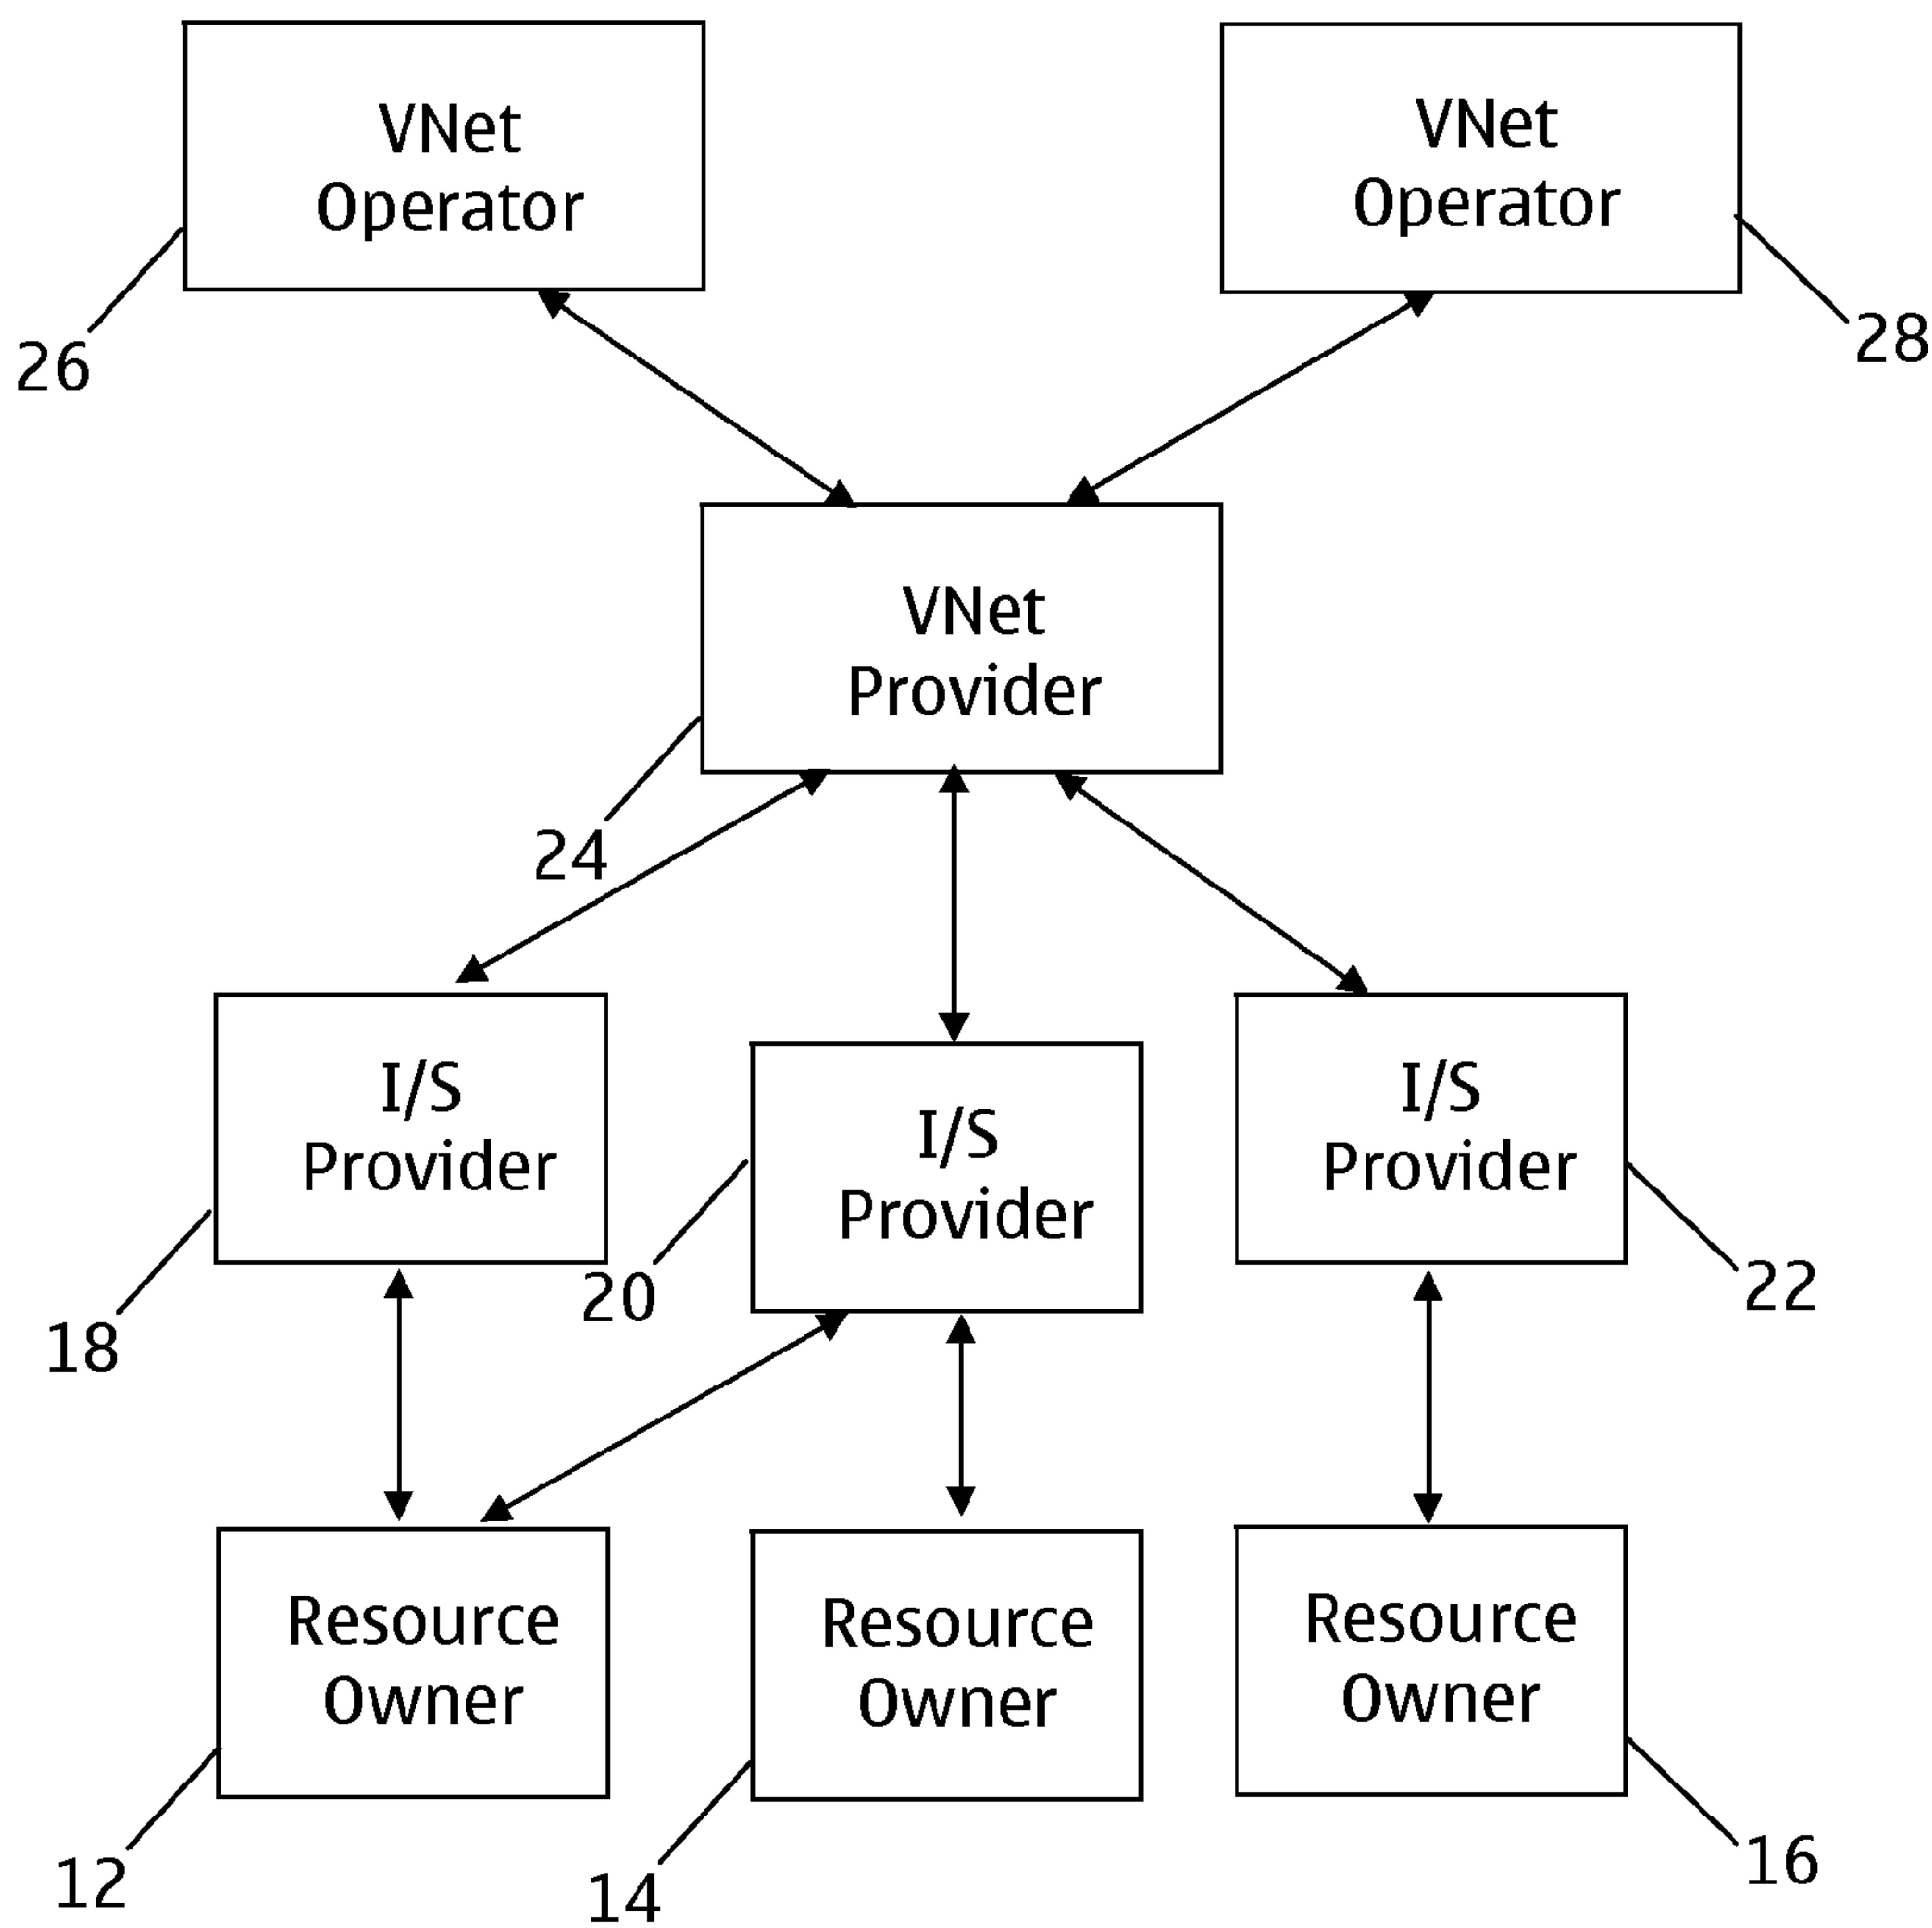 VNet
Operator
VNet
Operator
26
28
VNet
Provider
24
I/S
Provider
I/S
Provider
I/S
Provider
18
20
22
Resource
Owner
Resource
Owner
Resource
Owner
12
14
16